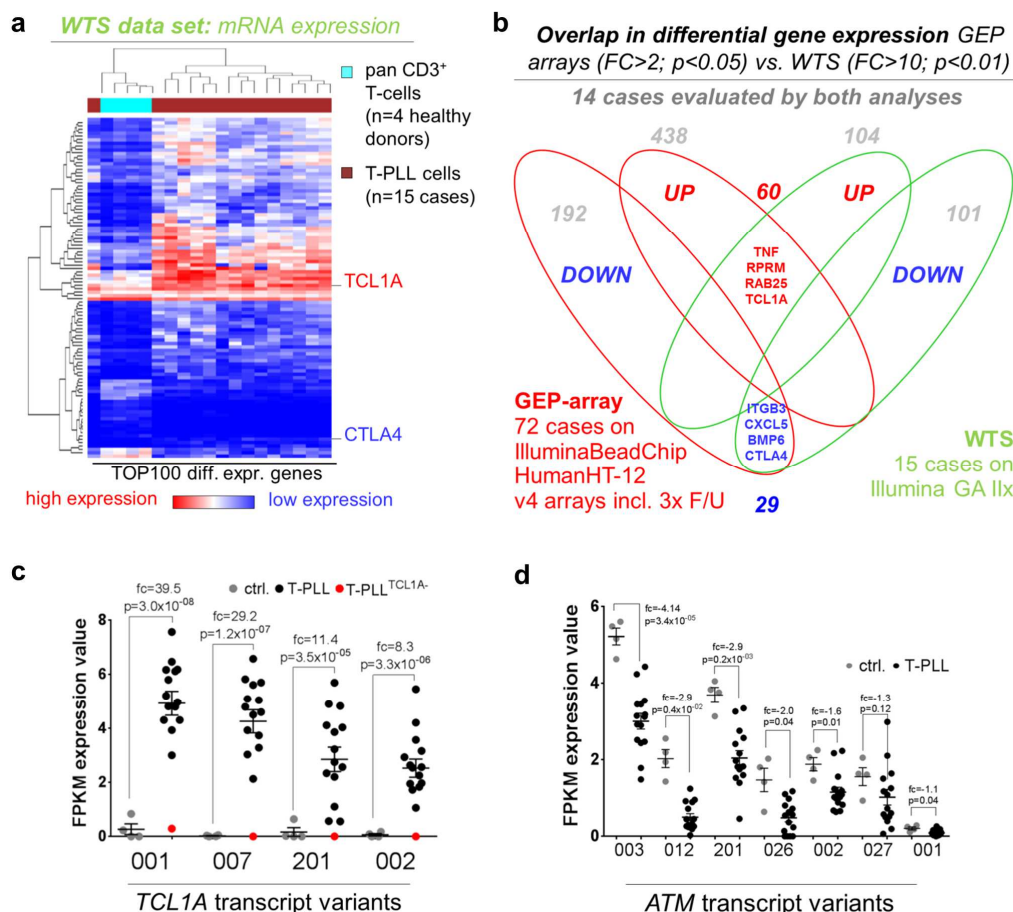 a
WTS data set: mRNA expression
pan CD3+
T-cells
(n=4 healthy
donors)
T-PLL cells
(n=15 cases)
TCL1A
CTLA4
TOP100 diff. expr. genes
high expression
low expression
b
Overlap in differential gene expression GEP
arrays (FC>2; p<0.05) vs. WTS (FC>10; p<0.01)
14 cases evaluated by both analyses
438
104
192
UP
60
UP
101
DOWN
DOWN
TNF
RPRM
RAB25
TCL1A
ITGB3
CXCL5
BMP6
CTLA4
29
GEP-array
72 cases on
IlluminaBeadChip
HumanHT-12
v4 arrays incl. 3x F/U
WTS
15 cases on
Illumina GA IIx
c
ctrl. T-PLL T-PLL^TCL1A-
fc=39.5
p=3.0x10^-08
fc=29.2
p=1.2x10^-07
fc=11.4
p=3.5x10^-05
fc=8.3
p=3.3x10^-06
FPKM expression value
8
6
4
2
0
001 007 201 002
TCL1A transcript variants
d
ctrl. T-PLL
fc=-4.14
p=3.4x10^-05
fc=-2.9
p=0.4x10^-02
fc=-2.9
p=0.2x10^-03
fc=-2.0
p=0.04
fc=-1.6
p=0.01
fc=-1.3
p=0.12
fc=-1.1
p=0.04
FPKM expression value
6
4
2
0
003 012 201 026 002 027 001
ATM transcript variants